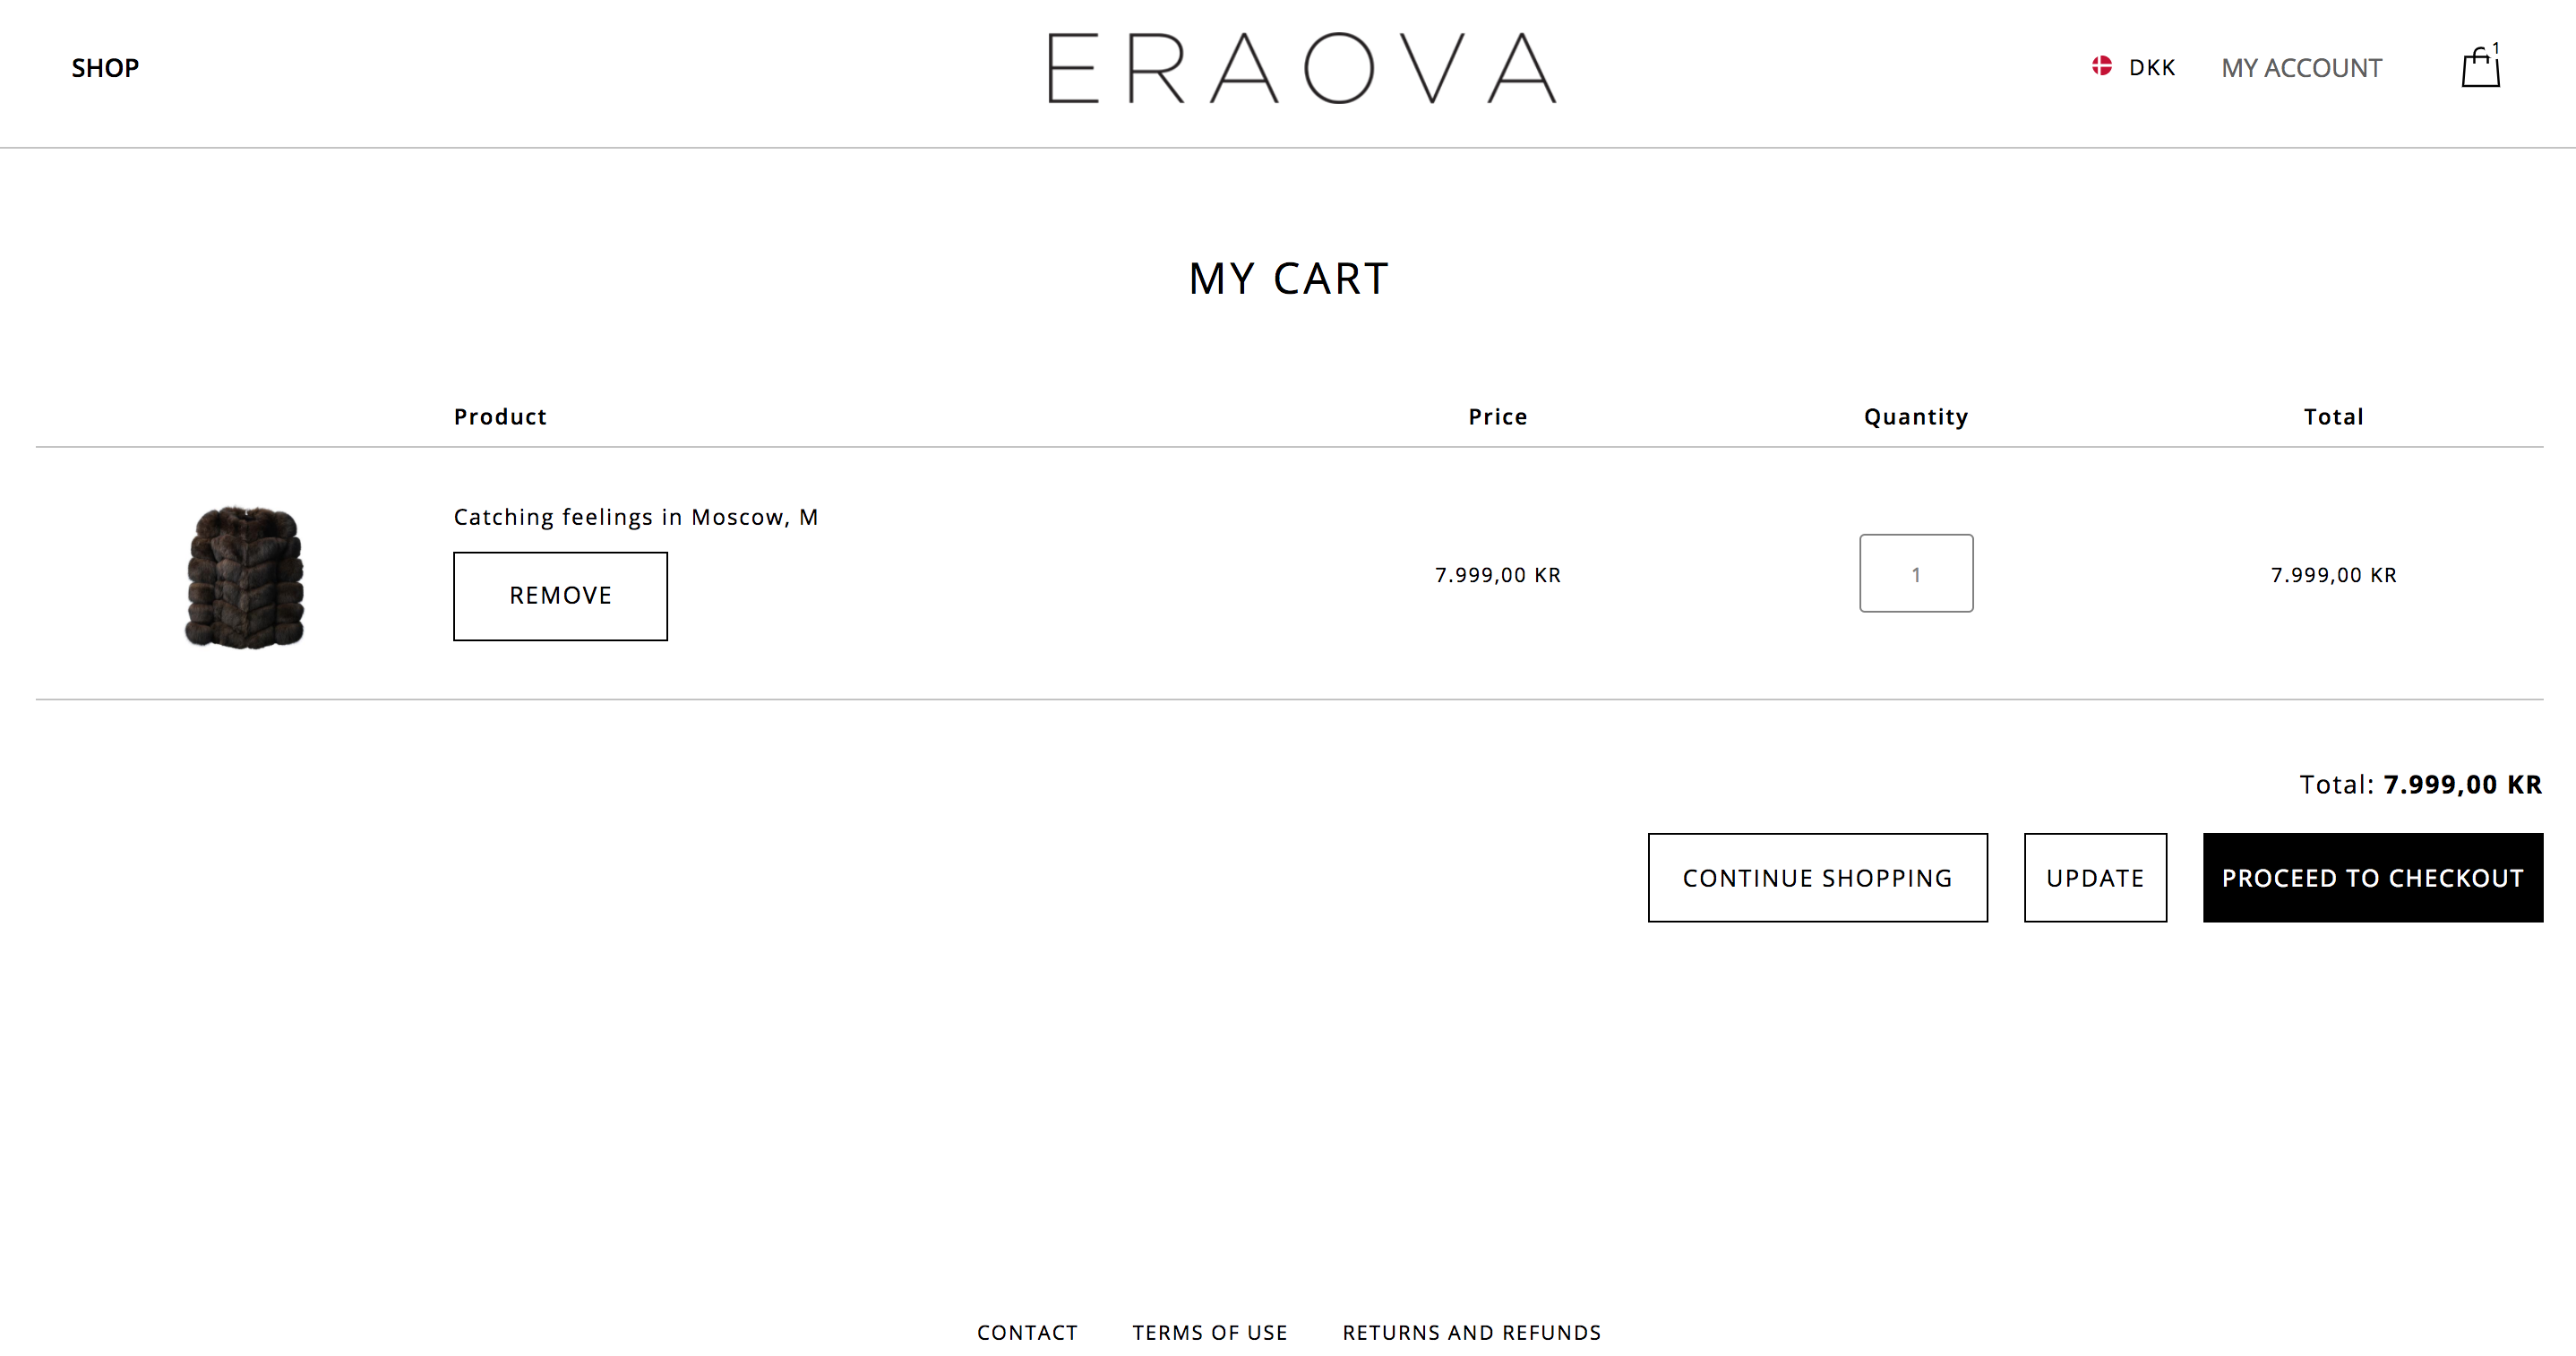 SHOP
ERAOVA
DKK
MY ACCOUNT
1
MY CART
Product Price Quantity Total
Catching feelings in Moscow, M
REMOVE
7.999,00 KR
1
7.999,00 KR
Total: 7.999,00 KR
CONTINUE SHOPPING
UPDATE
PROCEED TO CHECKOUT
CONTACT TERMS OF USE RETURNS AND REFUNDS